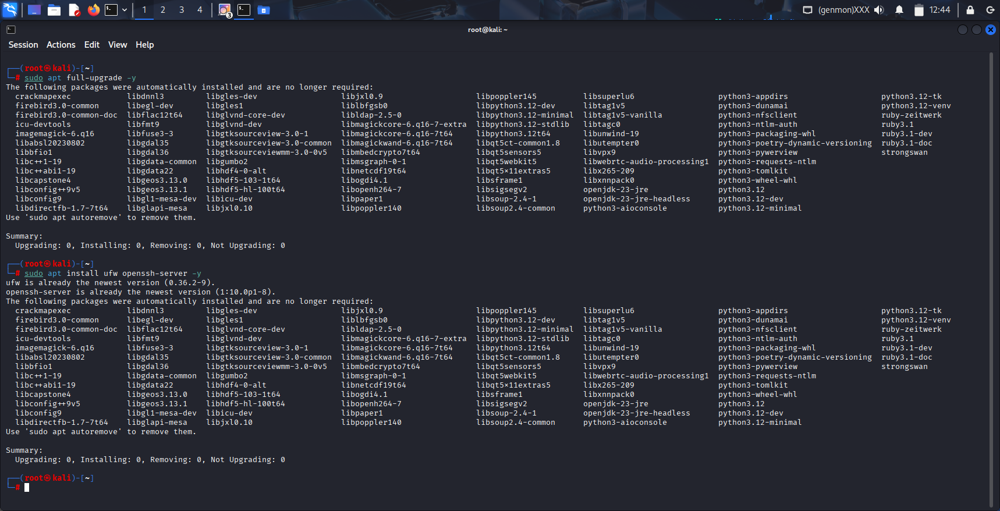 1 2 3 4 3 (genmon)XXX 12:44
root@kali: ~
Session Actions Edit View Help
┌──(root㉿kali)-[~]
└─# sudo apt full-upgrade -y
The following packages were automatically installed and are no longer required:
crackmapexec libdnnl3 libgles-dev libjxl0.9 libpoppler145 libsuperlu6 python3-appdirs python3.12-tk
firebird3.0-common libegl-dev libgles1 liblbfgsb0 libpython3.12-dev libtag1v5 python3-dunamai python3.12-venv
firebird3.0-common-doc libflac12t64 libglvnd-core-dev libldap-2.5-0 libpython3.12-minimal libtag1v5-vanilla python3-nfsclient ruby-zeitwerk
icu-devtools libfmt9 libglvnd-dev libmagickcore-6.q16-7-extra libpython3.12-stdlib libtagc0 python3-ntlm-auth ruby3.1
imagemagick-6.q16 libfuse3-3 libgtksourceview-3.0-1 libmagickcore-6.q16-7t64 libpython3.12t64 libunwind-19 python3-packaging-whl ruby3.1-dev
libabsl20230802 libgdal35 libgtksourceview-3.0-common libmagickwand-6.q16-7t64 libqt5ct-common1.8 libutempter0 python3-poetry-dynamic-versioning ruby3.1-doc
libbfio1 libgdal36 libgtksourceviewmm-3.0-0v5 libmbedcrypto7t64 libqt5sensors5 libvpx9 python3-pywerview strongswan
libc++1-19 libgdata-common libgumbo2 libmsgraph-0-1 libqt5webkit5 libwebrtc-audio-processing1 python3-requests-ntlm
libc++abi1-19 libgdata22 libhdf4-0-alt libnetcdf19t64 libqt5x11extras5 libx265-209 python3-tomlkit
libcapstone4 libgeos3.13.0 libhdf5-103-1t64 libogdi4.1 libsframe1 libxnnpack0 python3-wheel-whl
libconfig++9v5 libgeos3.13.1 libhdf5-hl-100t64 libopenh264-7 libsigsegv2 openjdk-23-jre python3.12
libconfig9 libgl1-mesa-dev libicu-dev libpaper1 libsoup-2.4-1 openjdk-23-jre-headless python3.12-dev
libdirectfb-1.7-7t64 libglapi-mesa libjxl0.10 libpoppler140 libsoup2.4-common python3-aioconsole python3.12-minimal
Use 'sudo apt autoremove' to remove them.
Summary:
Upgrading: 0, Installing: 0, Removing: 0, Not Upgrading: 0
┌──(root㉿kali)-[~]
└─# sudo apt install ufw openssh-server -y
ufw is already the newest version (0.36.2-9).
openssh-server is already the newest version (1:10.0p1-8).
The following packages were automatically installed and are no longer required:
crackmapexec libdnnl3 libgles-dev libjxl0.9 libpoppler145 libsuperlu6 python3-appdirs python3.12-tk
firebird3.0-common libegl-dev libgles1 liblbfgsb0 libpython3.12-dev libtag1v5 python3-dunamai python3.12-venv
firebird3.0-common-doc libflac12t64 libglvnd-core-dev libldap-2.5-0 libpython3.12-minimal libtag1v5-vanilla python3-nfsclient ruby-zeitwerk
icu-devtools libfmt9 libglvnd-dev libmagickcore-6.q16-7-extra libpython3.12-stdlib libtagc0 python3-ntlm-auth ruby3.1
imagemagick-6.q16 libfuse3-3 libgtksourceview-3.0-1 libmagickcore-6.q16-7t64 libpython3.12t64 libunwind-19 python3-packaging-whl ruby3.1-dev
libabsl20230802 libgdal35 libgtksourceview-3.0-common libmagickwand-6.q16-7t64 libqt5ct-common1.8 libutempter0 python3-poetry-dynamic-versioning ruby3.1-doc
libbfio1 libgdal36 libgtksourceviewmm-3.0-0v5 libmbedcrypto7t64 libqt5sensors5 libvpx9 python3-pywerview strongswan
libc++1-19 libgdata-common libgumbo2 libmsgraph-0-1 libqt5webkit5 libwebrtc-audio-processing1 python3-requests-ntlm
libc++abi1-19 libgdata22 libhdf4-0-alt libnetcdf19t64 libqt5x11extras5 libx265-209 python3-tomlkit
libcapstone4 libgeos3.13.0 libhdf5-103-1t64 libogdi4.1 libsframe1 libxnnpack0 python3-wheel-whl
libconfig++9v5 libgeos3.13.1 libhdf5-hl-100t64 libopenh264-7 libsigsegv2 openjdk-23-jre python3.12
libconfig9 libgl1-mesa-dev libicu-dev libpaper1 libsoup-2.4-1 openjdk-23-jre-headless python3.12-dev
libdirectfb-1.7-7t64 libglapi-mesa libjxl0.10 libpoppler140 libsoup2.4-common python3-aioconsole python3.12-minimal
Use 'sudo apt autoremove' to remove them.
Summary:
Upgrading: 0, Installing: 0, Removing: 0, Not Upgrading: 0
┌──(root㉿kali)-[~]
└─#